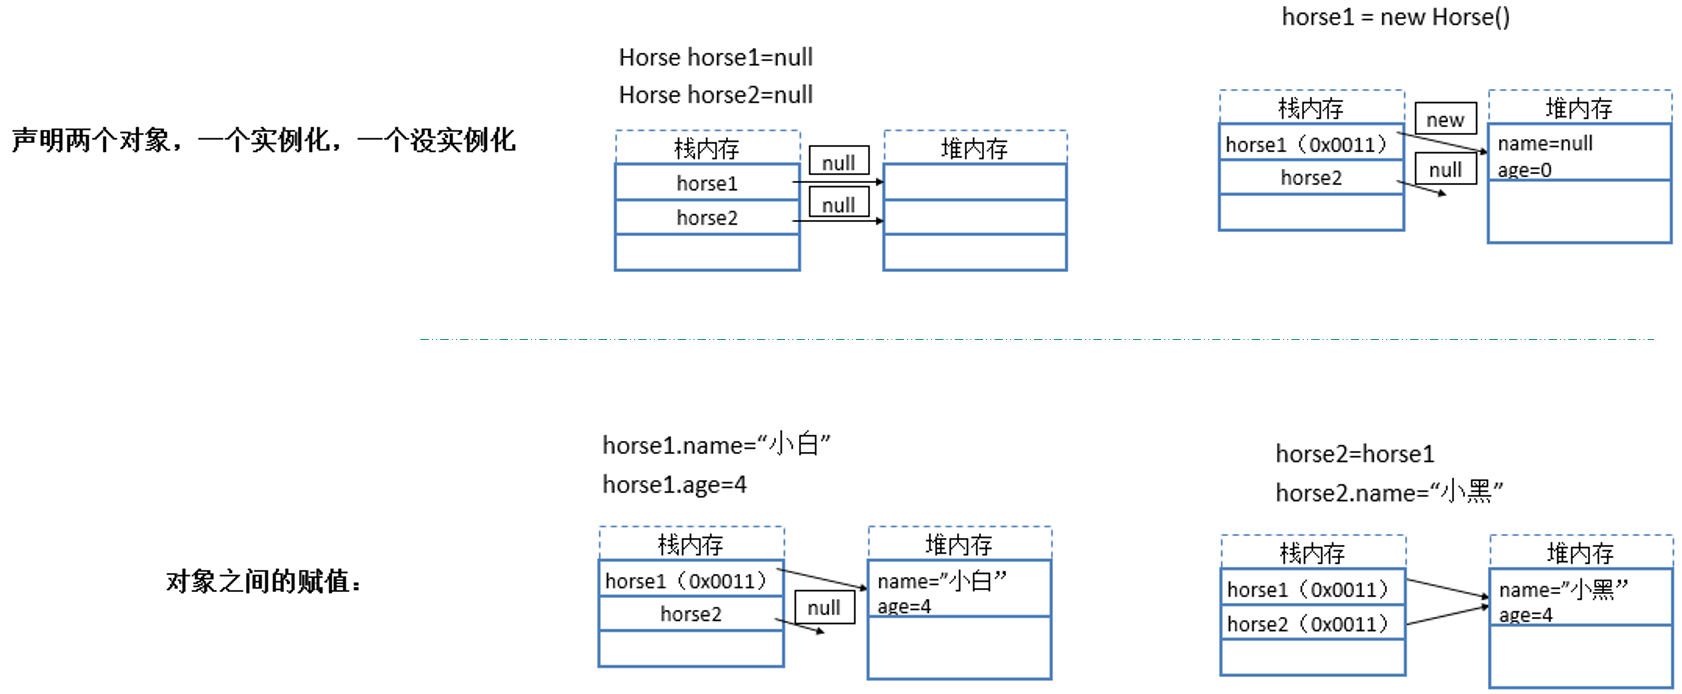 声明两个对象，一个实例化，一个没实例化
Horse horse1=null
Horse horse2=null
栈内存
horse1
horse2
null
null
堆内存
horse1 = new Horse()
栈内存
horse1（0x0011）
horse2
new
null
堆内存
name=null
age=0
对象之间的赋值：
horse1.name=“小白”
horse1.age=4
栈内存
horse1（0x0011）
horse2
null
堆内存
name=”小白”
age=4
horse2=horse1
horse2.name=“小黑”
栈内存
horse1（0x0011）
horse2（0x0011）
堆内存
name=”小黑”
age=4